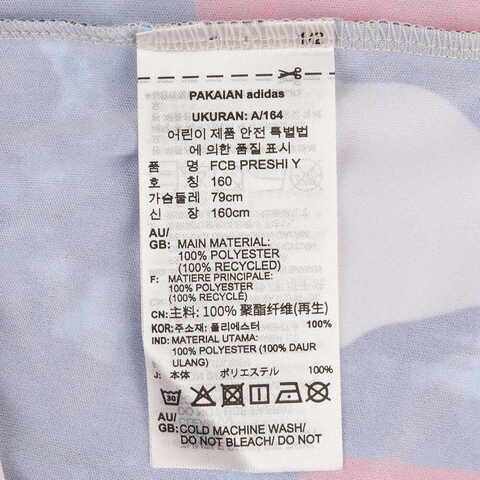 PAKAIAN adidas
UKURAN: A/164
어린이 제품 안전 특별법
에 의한 품질 표시
품 명 FCB PRESHI Y
호 칭 160
가슴둘레 79cm
신 장 160cm
AU/
GB: MAIN MATERIAL:
100% POLYESTER
(100% RECYCLED)
F: MATIERE PRINCIPALE:
100% POLYESTER
(100% RECYCLÉ)
CN: 主料: 100% 聚酯纤维(再生)
KOR: 주소재: 폴리에스터 100%
IND: MATERIAL UTAMA:
100% POLYESTER (100% DAUR
ULANG)
J: 本体 ポリエステル 100%
30
AU/
GB: COLD MACHINE WASH/
DO NOT BLEACH/ DO NOT